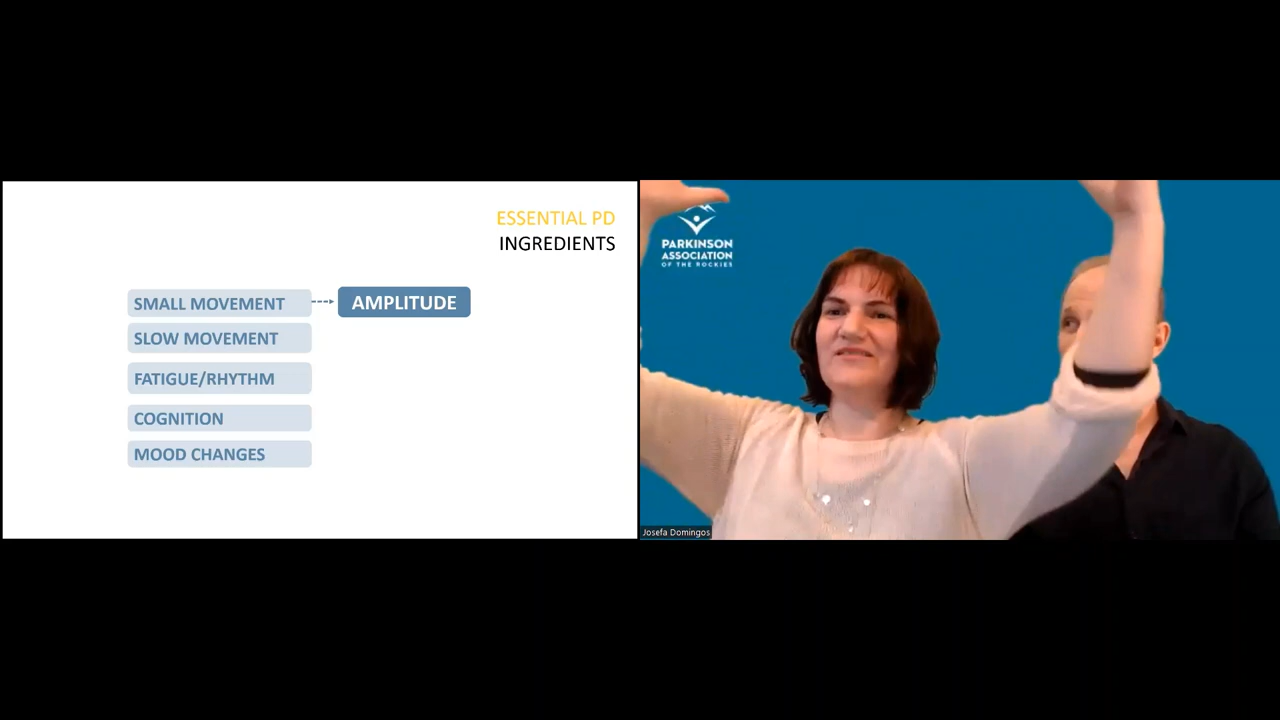 ESSENTIAL PD
INGREDIENTS
SMALL MOVEMENT
AMPLITUDE
SLOW MOVEMENT
FATIGUE/RHYTHM
COGNITION
MOOD CHANGES
PARKINSON
ASSOCIATION
OF THE ROCKIES
Josefa Domingos